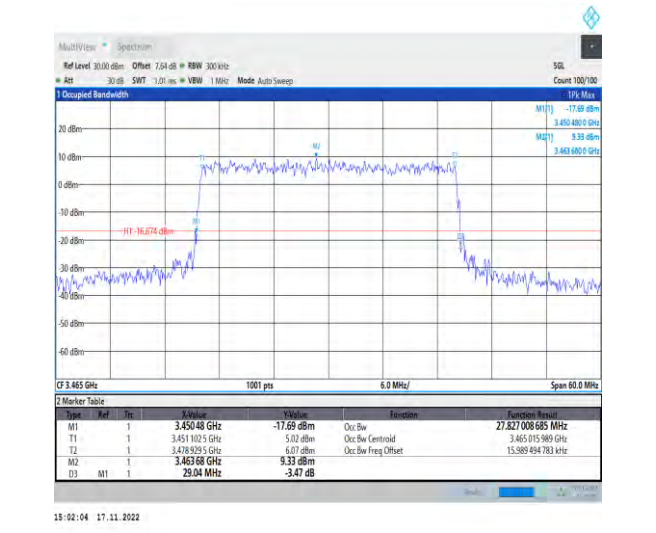 MultiView Spectrum
Ref Level 30.00 dBm Offset 7.64 dB RBW 300 kHz SGL
Att 30 dB SWT 1.01 ms VBW 1 MHz Mode Auto Sweep Count 100/100
1 Occupied Bandwidth 1Pk Max
M1[1] -17.69 dBm
3.450 480 0 GHz
M2[1] 9.33 dBm
3.463 680 0 GHz
20 dBm
M2
T1 T2
10 dBm
0 dBm
-10 dBm
M1
H1 -16.674 dBm
-20 dBm
D3
-30 dBm
-40 dBm
-50 dBm
-60 dBm
CF 3.465 GHz 1001 pts 6.0 MHz/ Span 60.0 MHz
2 Marker Table
Type Ref Trc X-Value Y-Value Function Function Result
M1 1 3.450 48 GHz -17.69 dBm Occ Bw 27.827 008 685 MHz
T1 1 3.451 102 5 GHz 5.02 dBm Occ Bw Centroid 3.465 015 989 GHz
T2 1 3.478 929 5 GHz 6.07 dBm Occ Bw Freq Offset 15.989 494 783 kHz
M2 1 3.463 68 GHz 9.33 dBm
D3 M1 1 29.04 MHz -3.47 dB
15:02:04 17.11.2022